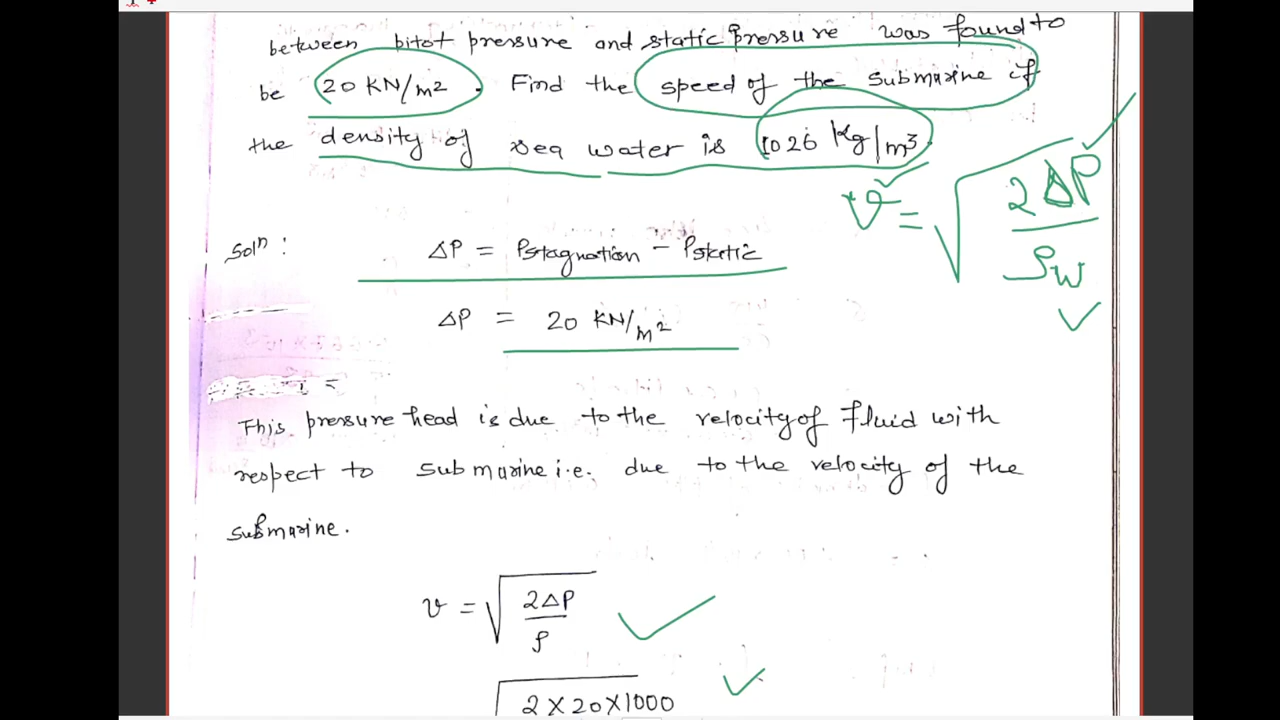 between pitot pressure and static pressure was found to
be 20 KN/m2. Find the speed of the submarine if
the density of sea water is 1026 Kg/m3.
v = √(2ΔP/ρw)
Soln :
ΔP = Pstagnation - Pstatic
ΔP = 20 KN/m2
This pressure head is due to the velocity of fluid with
respect to submarine i.e. due to the velocity of the
submarine.
v = √(2ΔP/ρ)
√2 X 20 X 1000